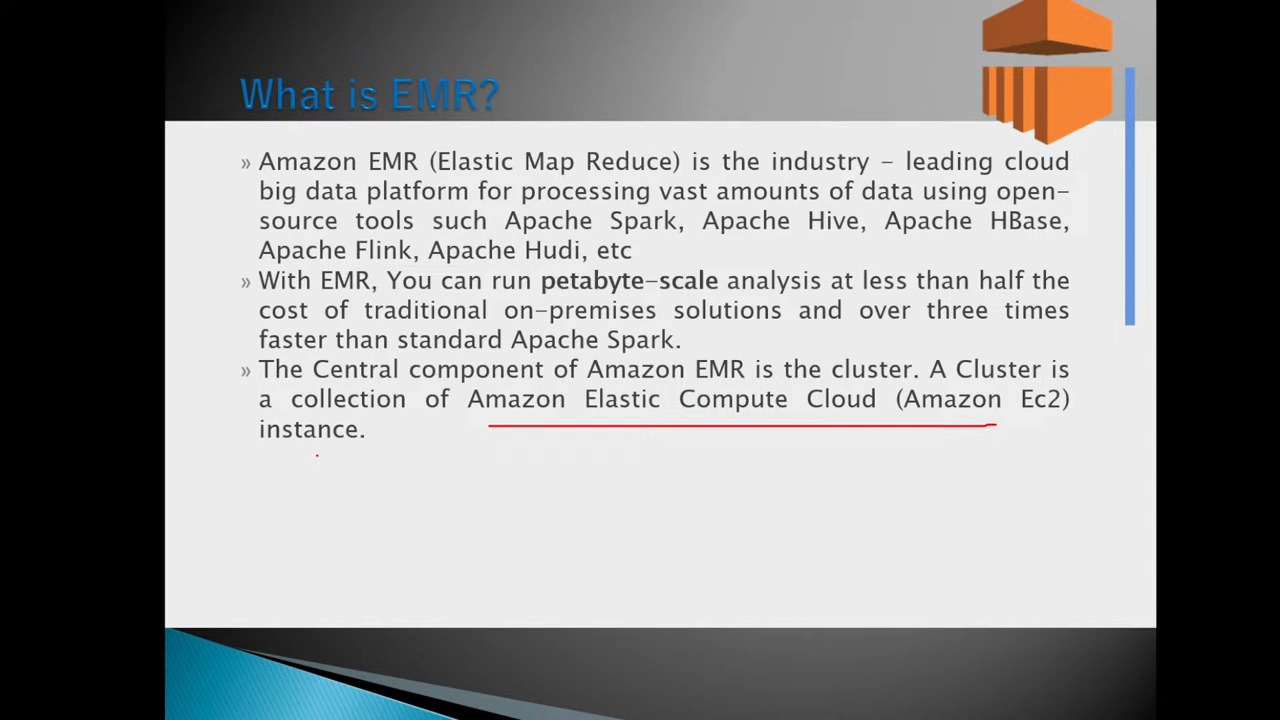 What is EMR?
» Amazon EMR (Elastic Map Reduce) is the industry – leading cloud
big data platform for processing vast amounts of data using open-
source tools such Apache Spark, Apache Hive, Apache HBase,
Apache Flink, Apache Hudi, etc
» With EMR, You can run petabyte-scale analysis at less than half the
cost of traditional on-premises solutions and over three times
faster than standard Apache Spark.
» The Central component of Amazon EMR is the cluster. A Cluster is
a collection of Amazon Elastic Compute Cloud (Amazon Ec2)
instance.